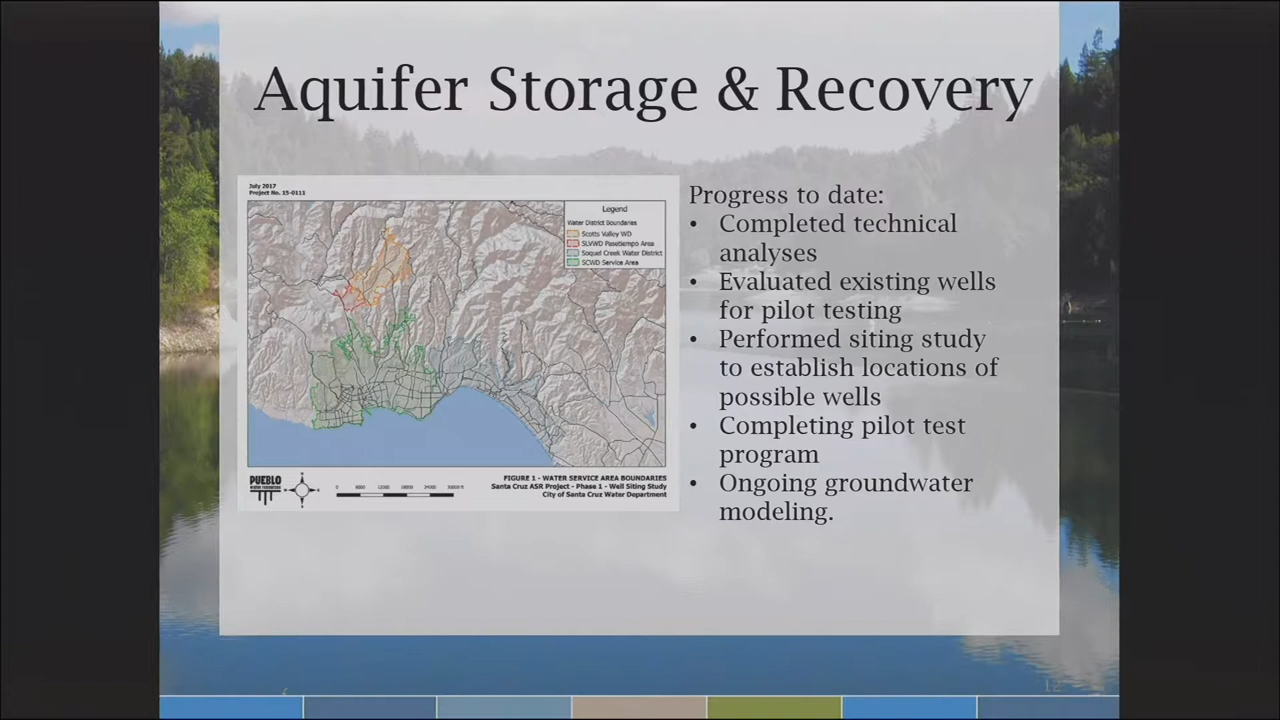 Aquifer Storage & Recovery
July 2017
Project No. 15-0111
Legend
Water District Boundaries
Scotts Valley WD
SLVWD Pasatiempo Area
Soquel Creek Water District
SCWD Service Area
PUEBLO
FIGURE 1 - WATER SERVICE AREA BOUNDARIES
Santa Cruz ASR Project - Phase 1 - Well Siting Study
City of Santa Cruz Water Department
Progress to date:
• Completed technical
analyses
• Evaluated existing wells
for pilot testing
• Performed siting study
to establish locations of
possible wells
• Completing pilot test
program
• Ongoing groundwater
modeling.
12